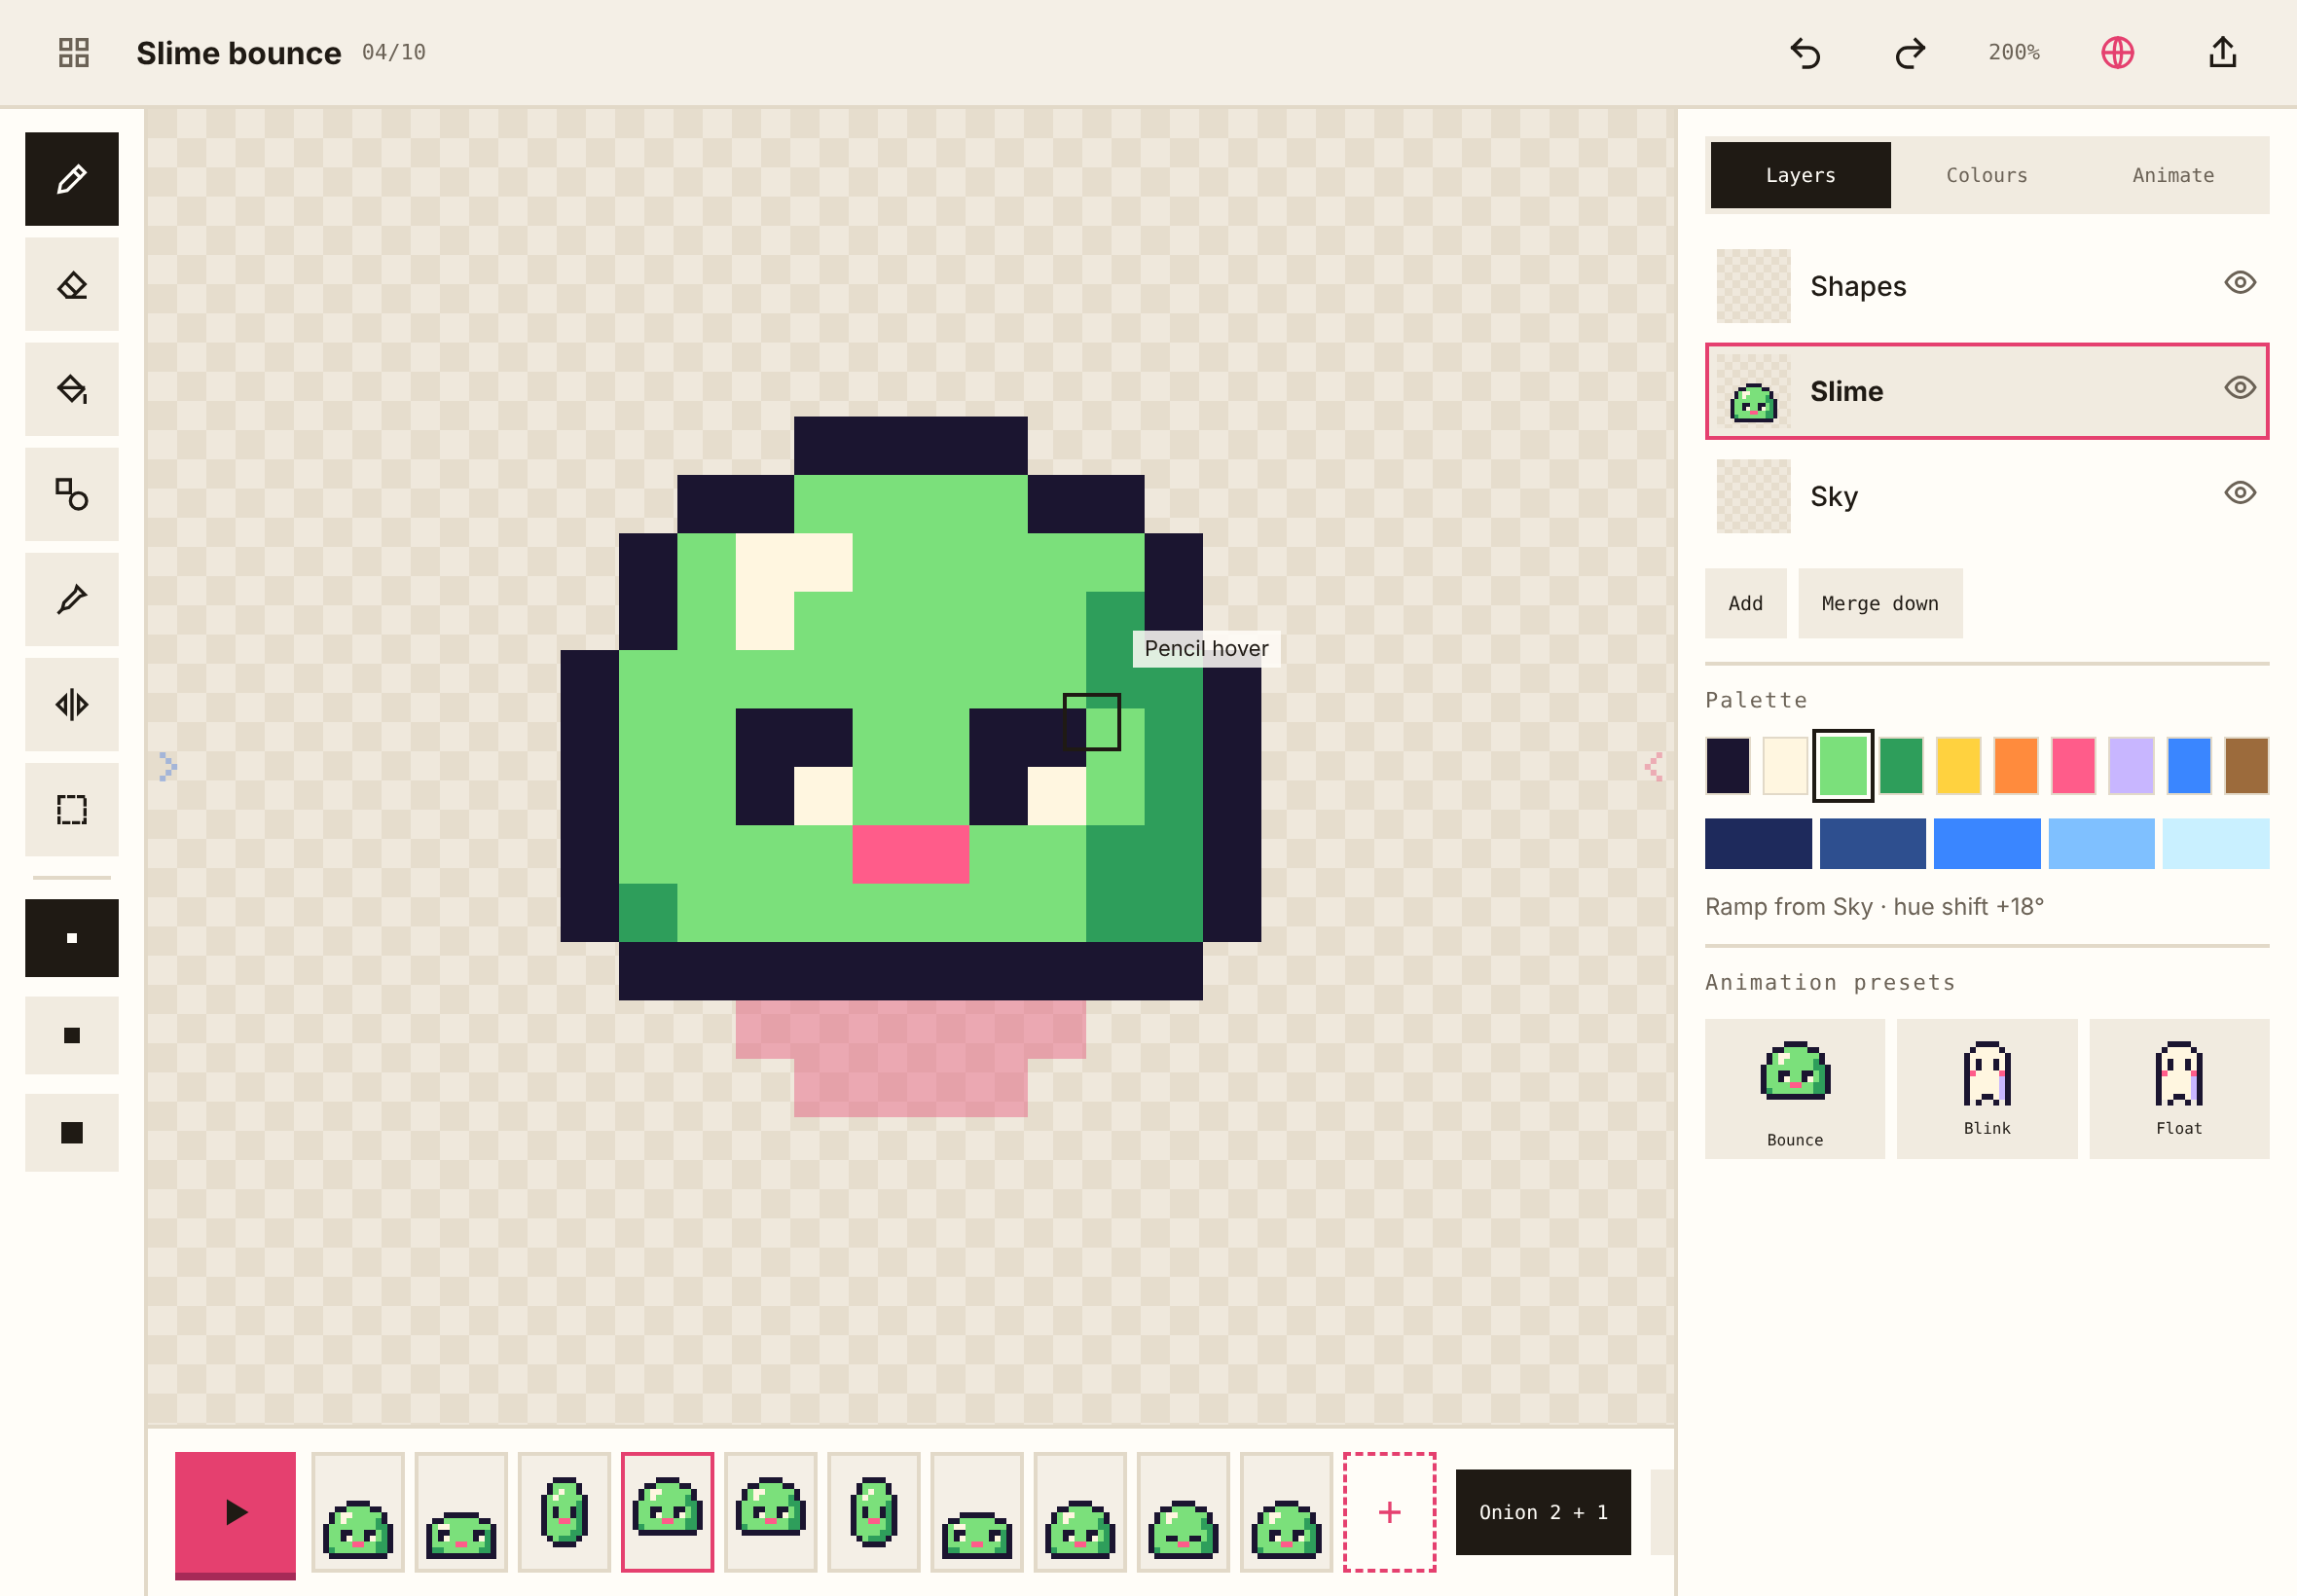 Slime bounce 04/10 200%
Layers Colours Animate
Shapes
Slime
Sky
Add Merge down
Pencil hover
Palette
Ramp from Sky · hue shift +18°
Animation presets
Bounce Blink Float
+ Onion 2 + 1